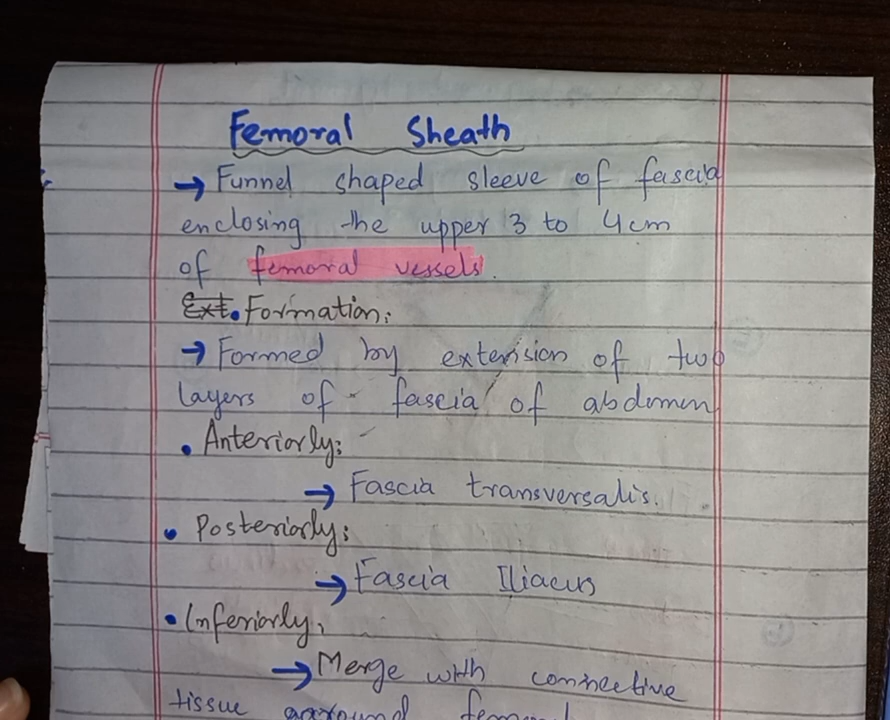 Femoral Sheath
→ Funnel shaped sleeve of fascia
enclosing the upper 3 to 4cm
of femoral vessels.
Ext. Formation:
→ Formed by extension of two
layers of fascia of abdomen
• Anteriorly:
→ Fascia transversalis.
• Posteriorly:
→ Fascia Iliacus
• Inferiorly:
→ Merge with connective
tissue arround